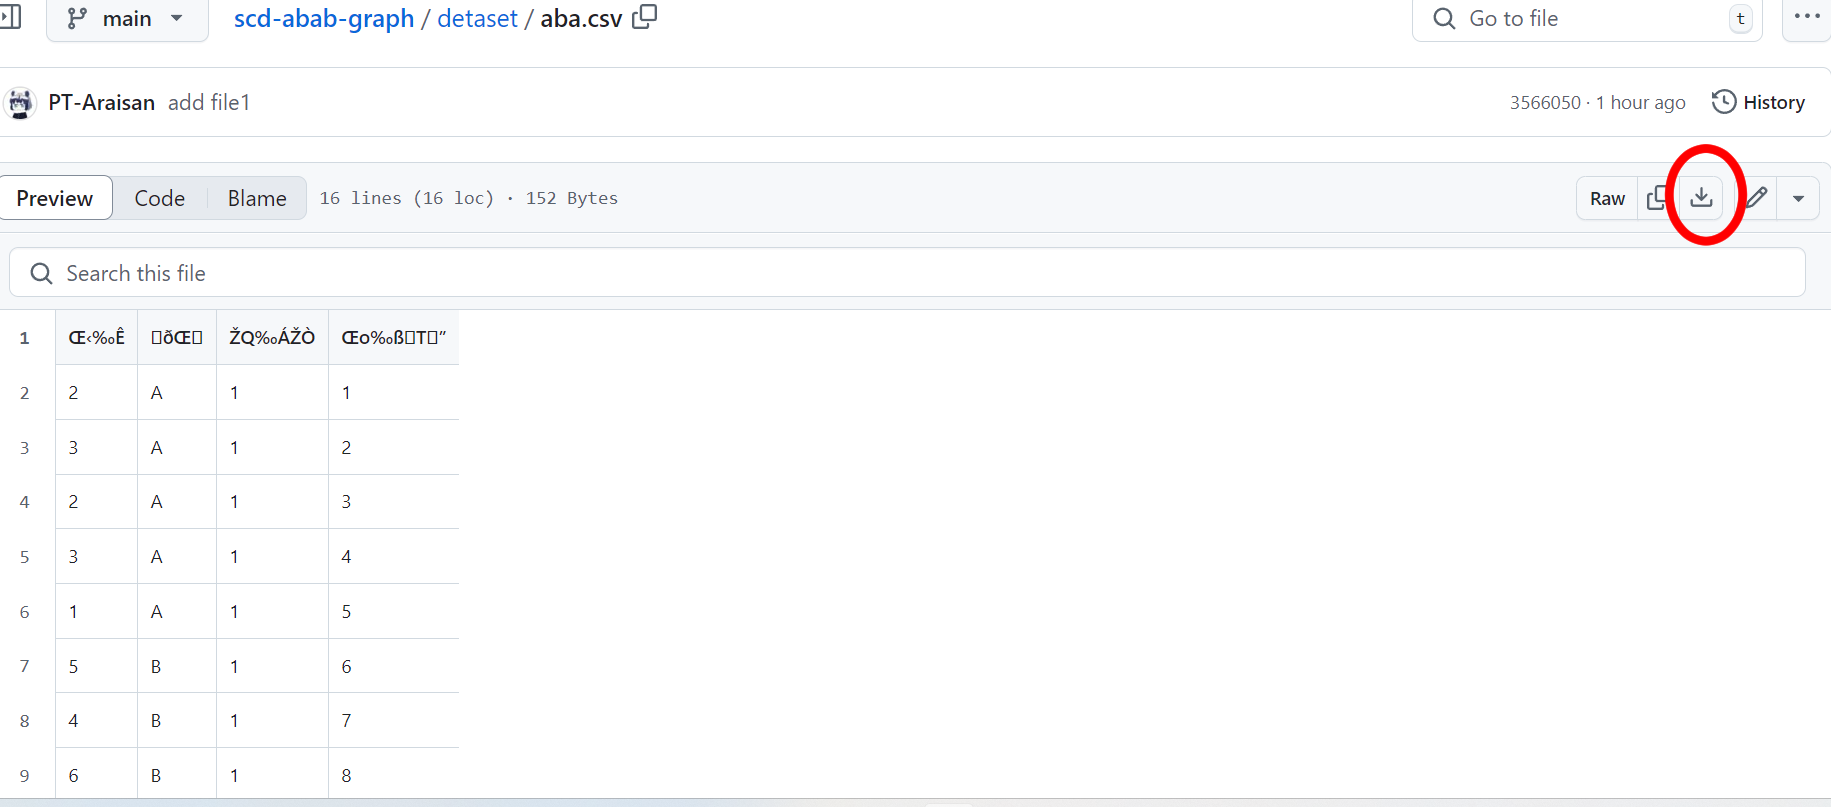 main
scd-abab-graph / detaset / aba.csv
Go to file
t
PT-Araisan add file1
3566050 · 1 hour ago
History
Preview Code Blame 16 lines (16 loc) · 152 Bytes
Raw
Search this file
1 Œ‹‰Ê □ðŒ□ ŽQ‰ÁŽÒ Œo‰ß□T□”
2 2 A 1 1
3 3 A 1 2
4 2 A 1 3
5 3 A 1 4
6 1 A 1 5
7 5 B 1 6
8 4 B 1 7
9 6 B 1 8